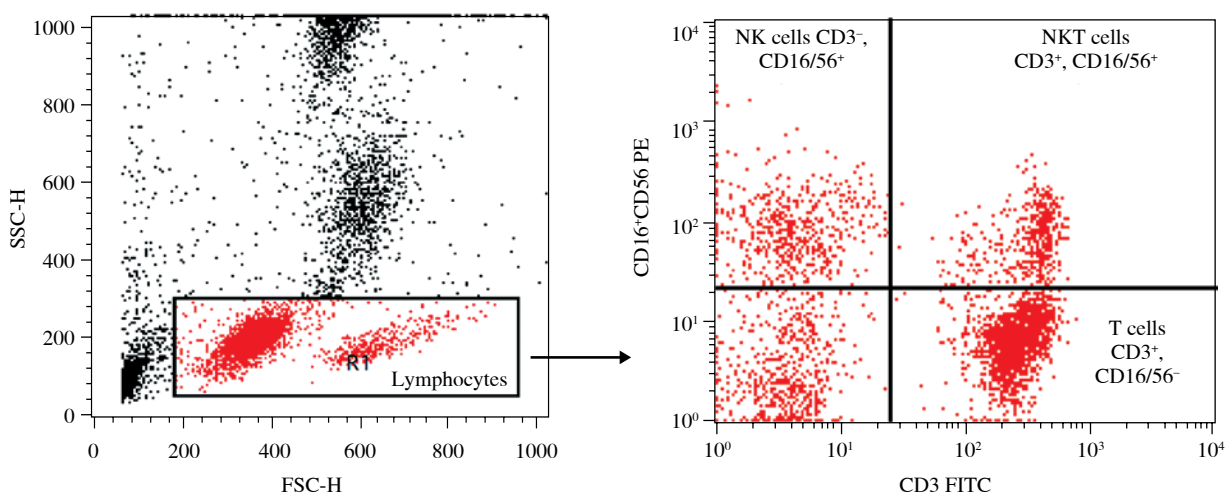 1000
800
600
400
200
0
SSC-H
0 200 400 600 800 1000
FSC-H
R1
Lymphocytes
NK cells CD3⁻,
CD16/56⁺
NKT cells
CD3⁺, CD16/56⁺
T cells
CD3⁺,
CD16/56⁻
10⁴
10³
10²
10¹
10⁰
CD16⁺CD56 PE
10⁰ 10¹ 10² 10³ 10⁴
CD3 FITC